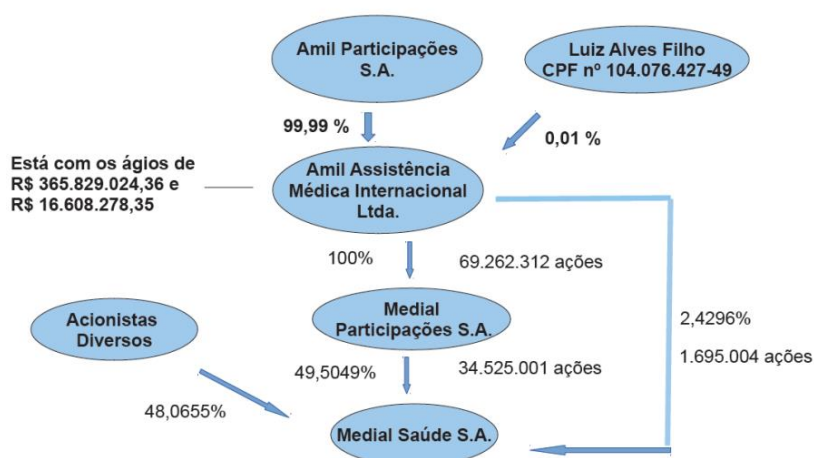 Amil Participações
S.A.
Luiz Alves Filho
CPF nº 104.076.427-49
99,99 %
0,01 %
Está com os ágios de
R$ 365.829.024,36 e
R$ 16.608.278,35
Amil Assistência
Médica Internacional
Ltda.
100%
69.262.312 ações
Acionistas
Diversos
Medial
Participações S.A.
2,4296%
1.695.004 ações
49,5049%
34.525.001 ações
48,0655%
Medial Saúde S.A.